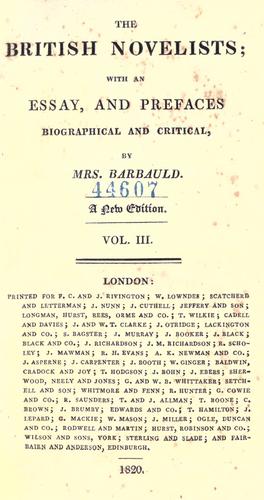 THE
BRITISH NOVELISTS;
WITH AN
ESSAY, AND PREFACES
BIOGRAPHICAL AND CRITICAL,
BY
MRS. BARBAULD.
44607
A New Edition.
VOL. III.
LONDON:
PRINTED FOR F. C. AND J. RIVINGTON; W. LOWNDES; SCATCHERD
AND LETTERMAN; J. NUNN; J. CUTHELL; JEFFERY AND SON;
LONGMAN, HURST, REES, ORME AND CO.; T. WILKIE; CADELL
AND DAVIES; J. AND W. T. CLARKE; J. OTRIDGE; LACKINGTON
AND CO.; S. BAGSTER; J. MURRAY; J. BOOKER; J. BLACK;
BLACK AND CO.; J. RICHARDSON; J. M. RICHARDSON; R. SCHO-
LEY; J. MAWMAN; R. H. EVANS; A. K. NEWMAN AND CO.;
J. ASPERNE; J. CARPENTER; J. BOOTH; W. GINGER; BALDWIN,
CRADOCK AND JOY; T. HODGSON; J. BOHN; J. EBERS; SHER-
WOOD, NEELY AND JONES; G. AND W. B. WHITTAKER; SETCH-
ELL AND SON; WHITMORE AND FENN; R. HUNTER; G. COWIE
AND CO.; R. SAUNDERS; T. AND J. ALLMAN; T. BOONE; C.
BROWN; J. BRUMBY; EDWARDS AND CO.; T. HAMILTON; J.
LEPARD; G. MACKIE; W. MASON; J. MILLER; OGLE, DUNCAN
AND CO.; RODWELL AND MARTIN; HURST, ROBINSON AND CO.;
WILSON AND SONS, YORK; STERLING AND SLADE; AND FAIR-
BAIRN AND ANDERSON, EDINBURGH.
1820.